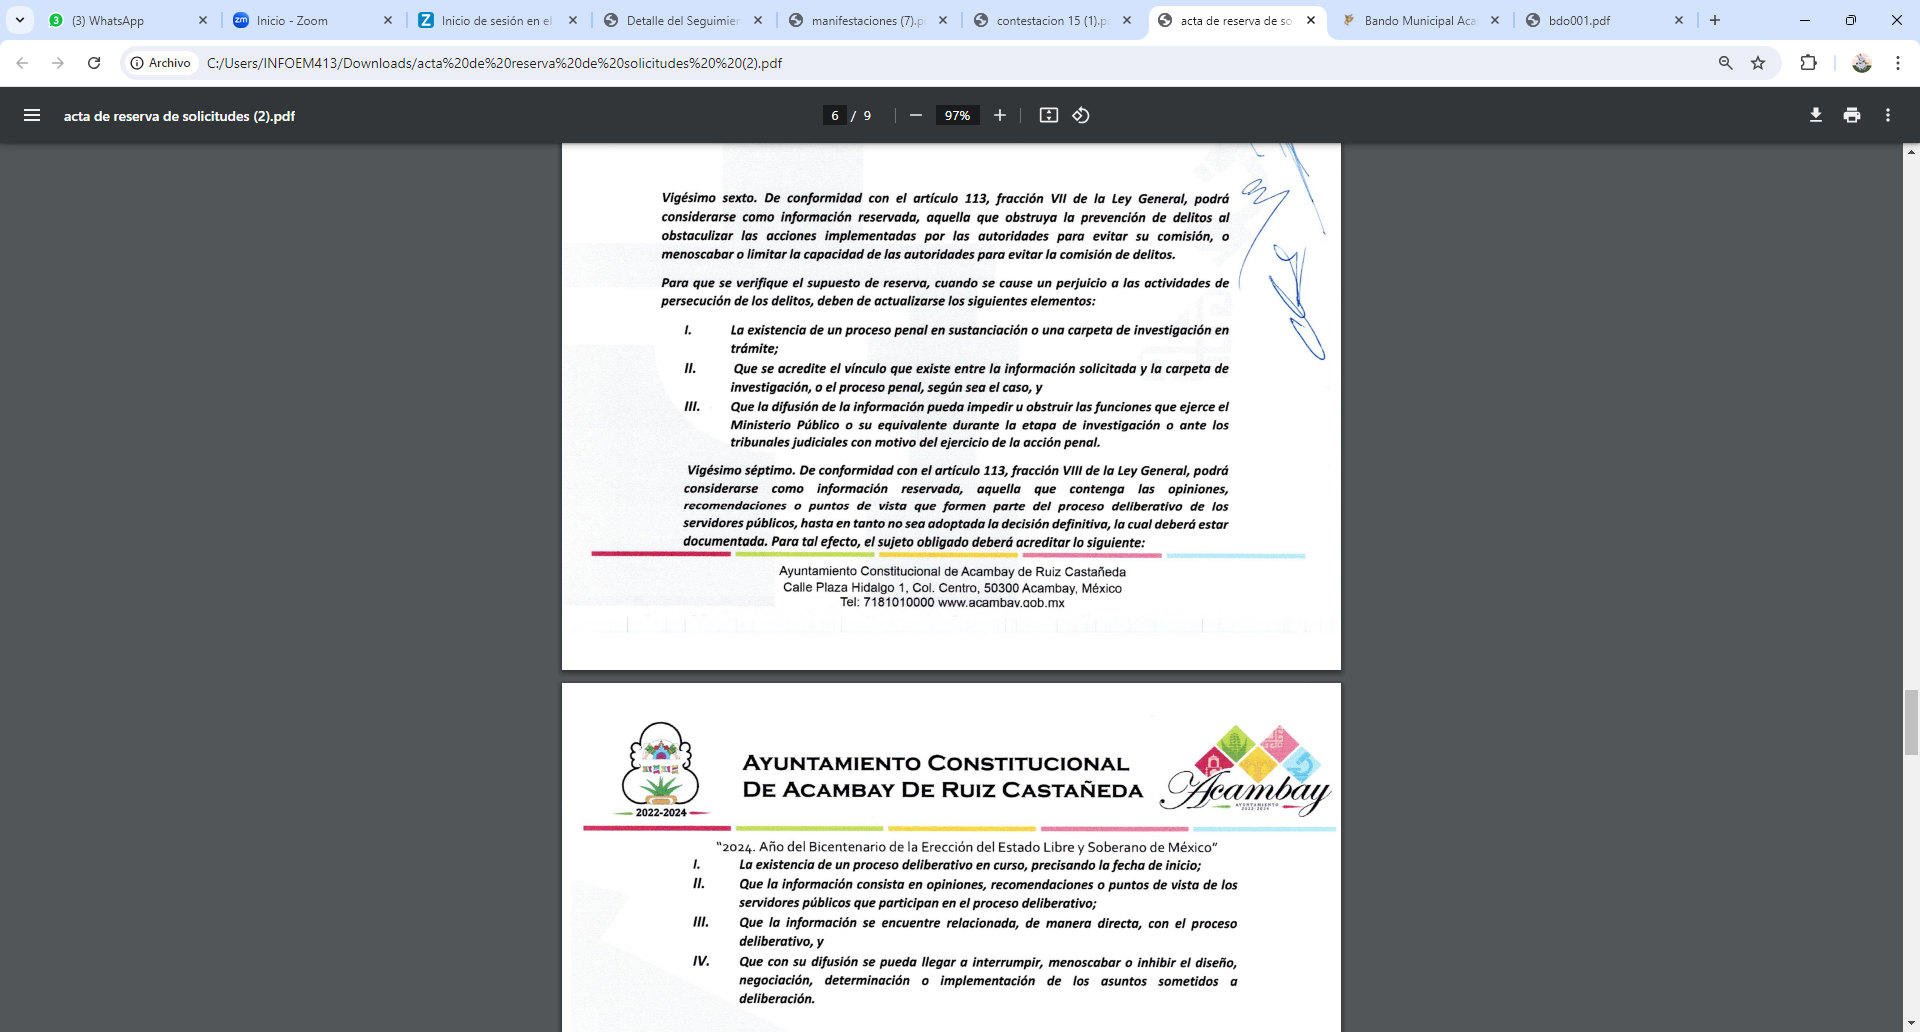 (3) WhatsApp
Inicio - Zoom
Inicio de sesión en el
Detalle del Seguimien
manifestaciones (7).p
contestacion 15 (1).p
acta de reserva de so
Bando Municipal Aca
bdo001.pdf
Archivo
C:/Users/INFOEM413/Downloads/acta%20de%20reserva%20de%20solicitudes%20%20(2).pdf
acta de reserva de solicitudes (2).pdf
6 / 9
97%
Vigésimo sexto. De conformidad con el artículo 113, fracción VII de la Ley General, podrá
considerarse como información reservada, aquella que obstruya la prevención de delitos al
obstaculizar las acciones implementadas por las autoridades para evitar su comisión, o
menoscabar o limitar la capacidad de las autoridades para evitar la comisión de delitos.
Para que se verifique el supuesto de reserva, cuando se cause un perjuicio a las actividades de
persecución de los delitos, deben de actualizarse los siguientes elementos:
I. La existencia de un proceso penal en sustanciación o una carpeta de investigación en
trámite;
II. Que se acredite el vínculo que existe entre la información solicitada y la carpeta de
investigación, o el proceso penal, según sea el caso, y
III. Que la difusión de la información pueda impedir u obstruir las funciones que ejerce el
Ministerio Público o su equivalente durante la etapa de investigación o ante los
tribunales judiciales con motivo del ejercicio de la acción penal.
Vigésimo séptimo. De conformidad con el artículo 113, fracción VIII de la Ley General, podrá
considerarse como información reservada, aquella que contenga las opiniones,
recomendaciones o puntos de vista que formen parte del proceso deliberativo de los
servidores públicos, hasta en tanto no sea adoptada la decisión definitiva, la cual deberá estar
documentada. Para tal efecto, el sujeto obligado deberá acreditar lo siguiente:
Ayuntamiento Constitucional de Acambay de Ruiz Castañeda
Calle Plaza Hidalgo 1, Col. Centro, 50300 Acambay, México
Tel: 7181010000 www.acambay.gob.mx
2022-2024
AYUNTAMIENTO CONSTITUCIONAL
DE ACAMBAY DE RUIZ CASTAÑEDA
Acambay
AYUNTAMIENTO
2022-2024
"2024. Año del Bicentenario de la Erección del Estado Libre y Soberano de México"
I. La existencia de un proceso deliberativo en curso, precisando la fecha de inicio;
II. Que la información consista en opiniones, recomendaciones o puntos de vista de los
servidores públicos que participan en el proceso deliberativo;
III. Que la información se encuentre relacionada, de manera directa, con el proceso
deliberativo, y
IV. Que con su difusión se pueda llegar a interrumpir, menoscabar o inhibir el diseño,
negociación, determinación o implementación de los asuntos sometidos a
deliberación.